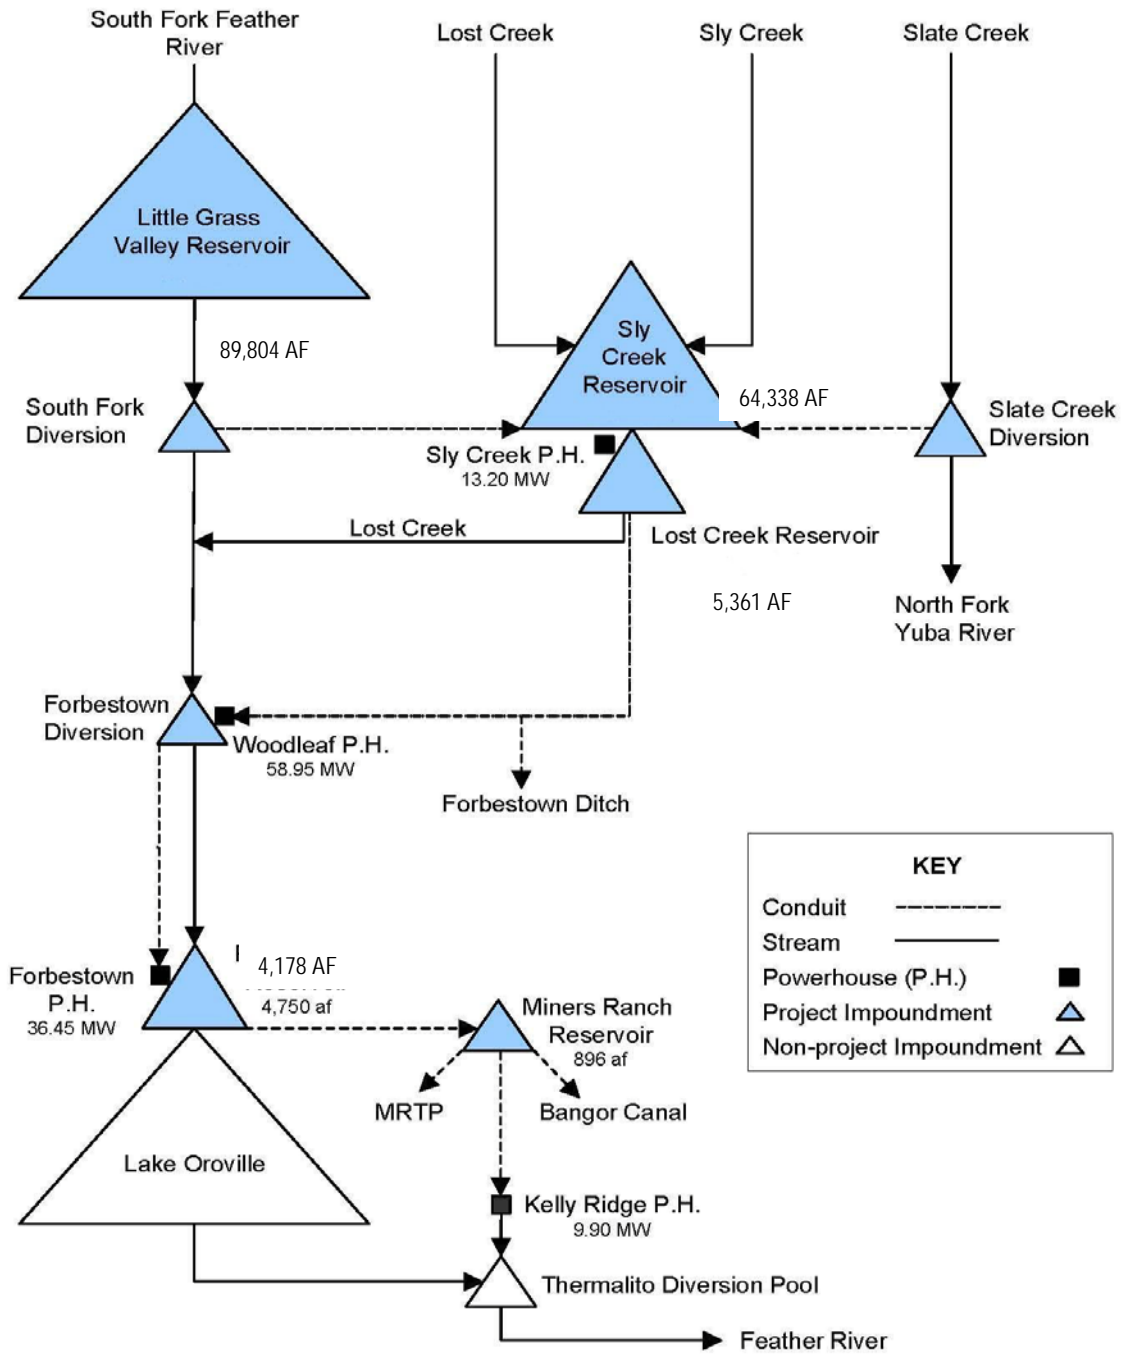 South Fork Feather
River
Lost Creek
Sly Creek
Slate Creek
Little Grass
Valley Reservoir
89,804 AF
Sly
Creek
Reservoir
64,338 AF
South Fork
Diversion
Slate Creek
Diversion
Sly Creek P.H.
13.20 MW
Lost Creek
Lost Creek Reservoir
5,361 AF
North Fork
Yuba River
Forbestown
Diversion
Woodleaf P.H.
58.95 MW
Forbestown Ditch
KEY
Conduit
Stream
Powerhouse (P.H.)
Project Impoundment
Non-project Impoundment
Forbestown
P.H.
36.45 MW
4,178 AF
4,750 af
Miners Ranch
Reservoir
896 af
MRTP
Bangor Canal
Lake Oroville
Kelly Ridge P.H.
9.90 MW
Thermalito Diversion Pool
Feather River